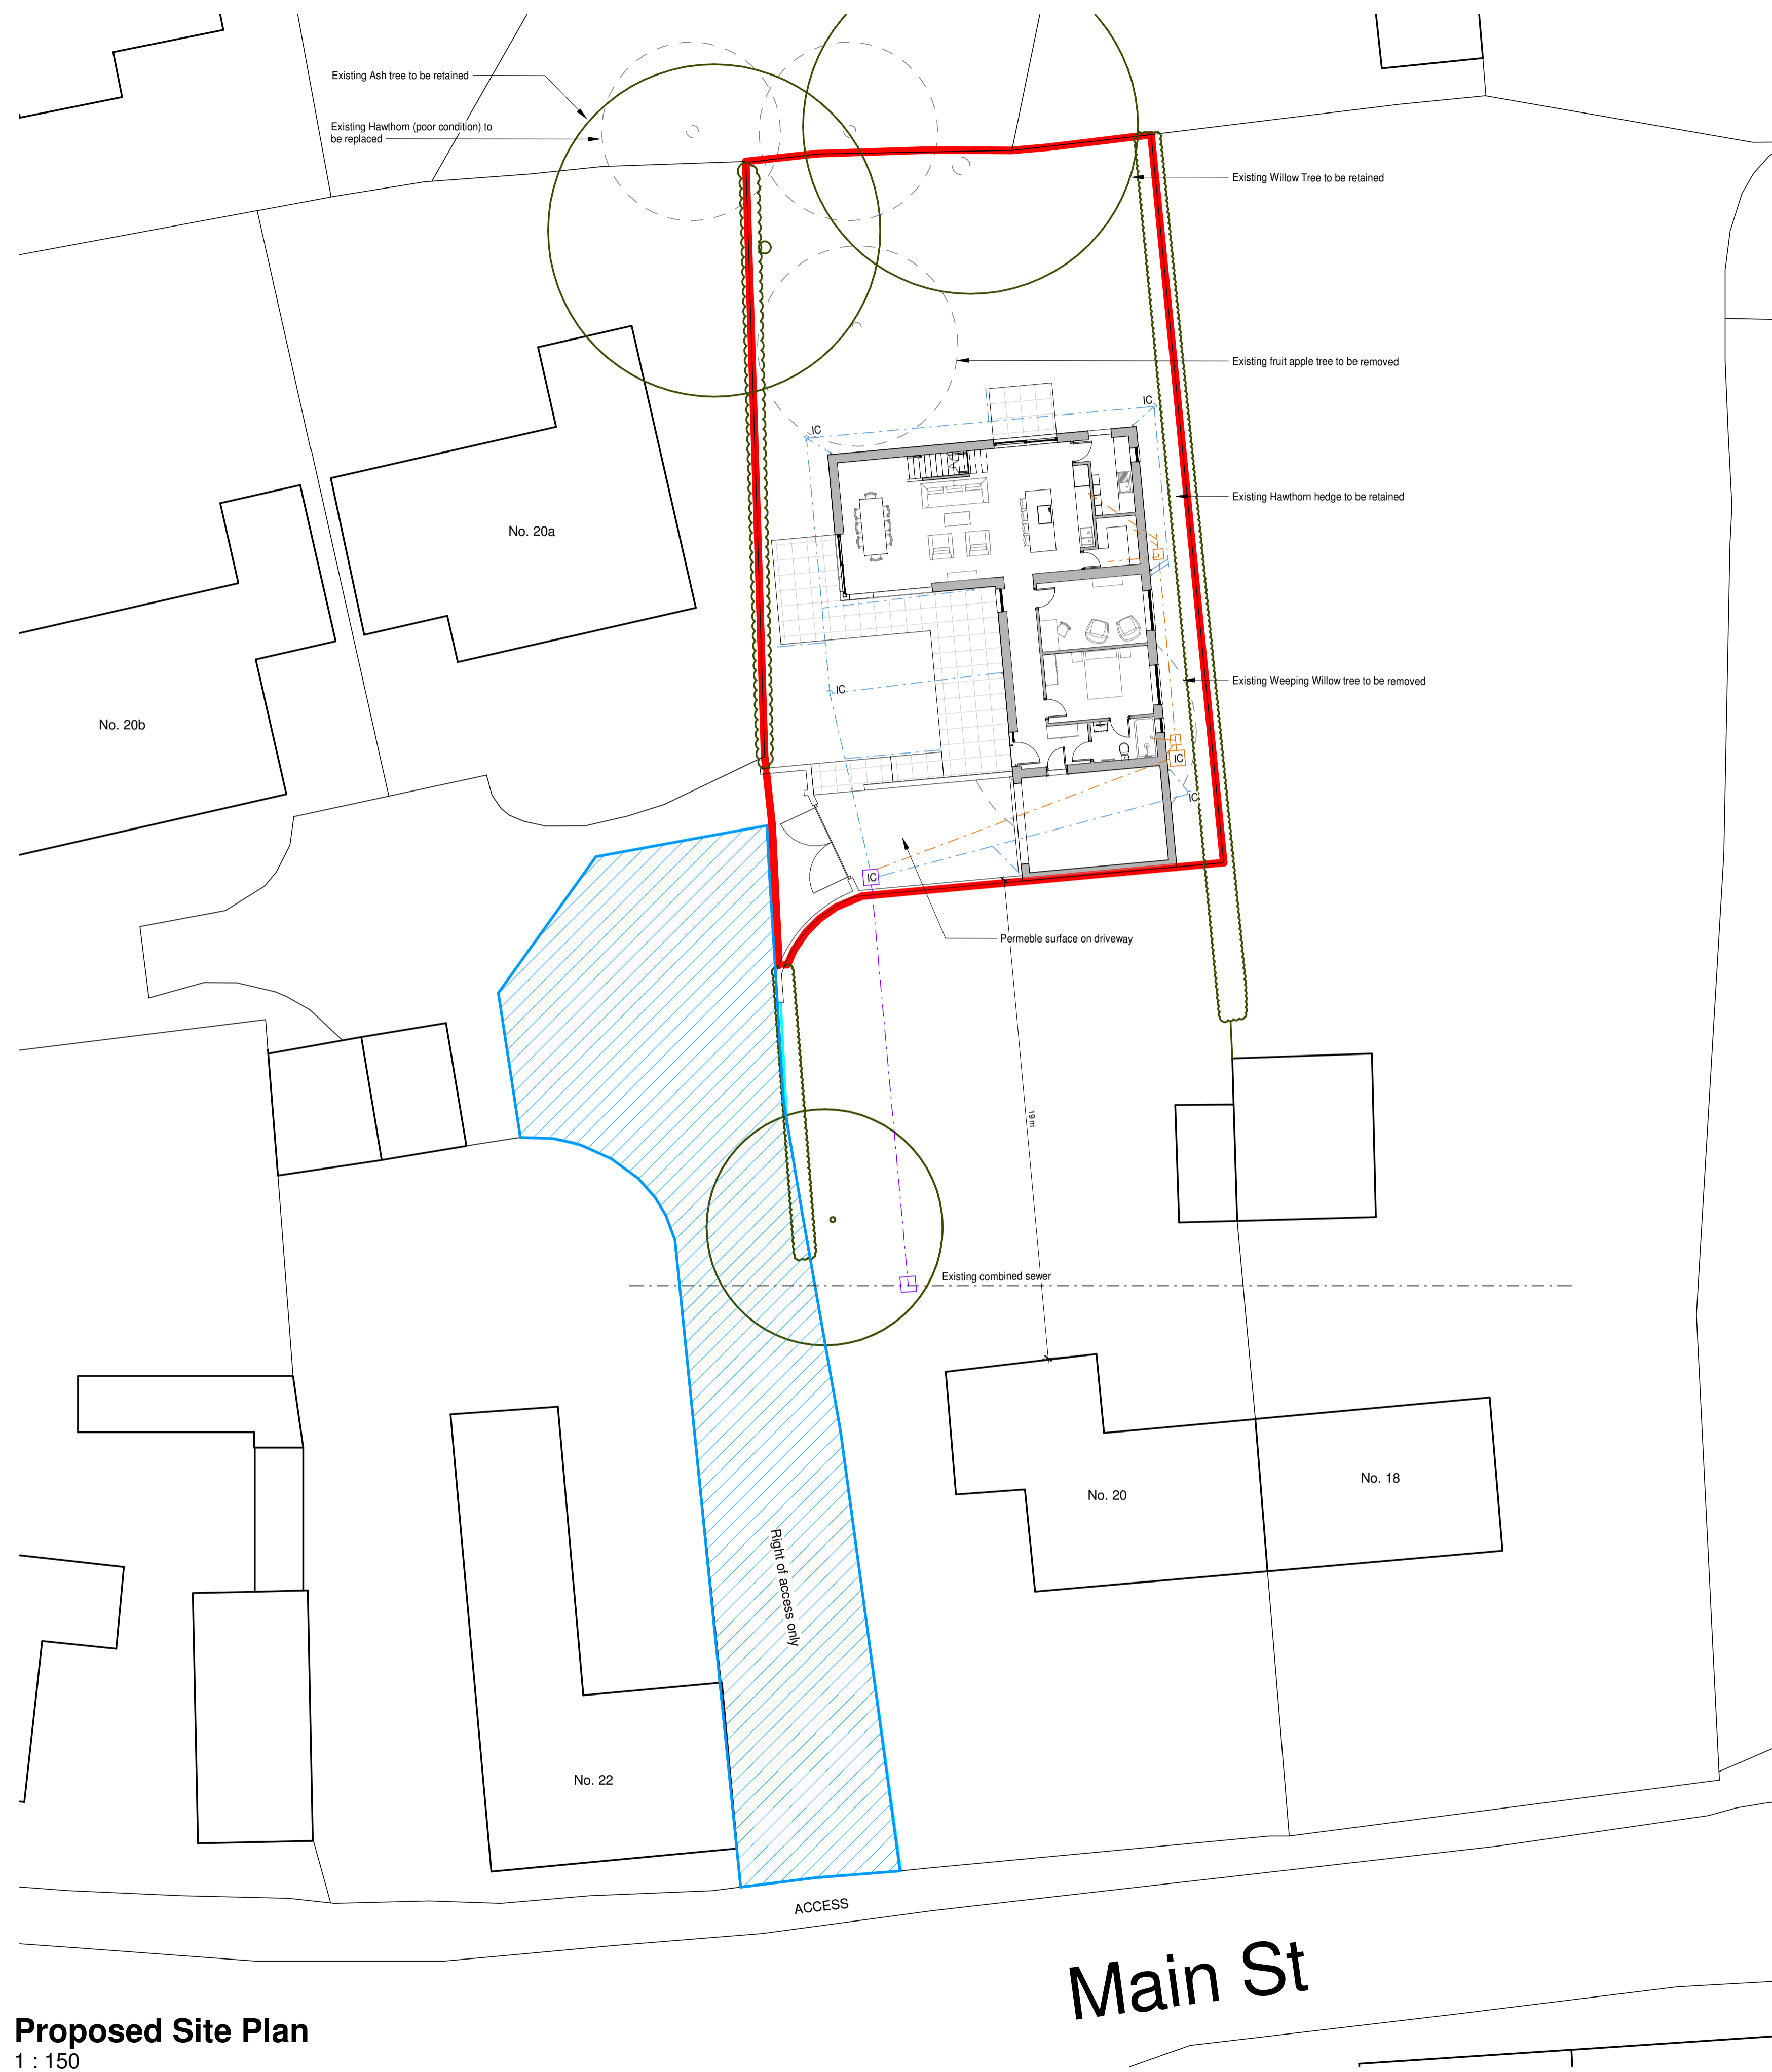 Existing Ash tree to be retained
Existing Hawthorn (poor condition) to
be replaced
Existing Willow Tree to be retained
Existing fruit apple tree to be removed
IC
IC
Existing Hawthorn hedge to be retained
No. 20a
Existing Weeping Willow tree to be removed
IC
No. 20b
IC
IC
IC
Permeble surface on driveway
19m
Existing combined sewer
No. 18
No. 20
Right of access only
No. 22
ACCESS
Main St
Proposed Site Plan
1 : 150